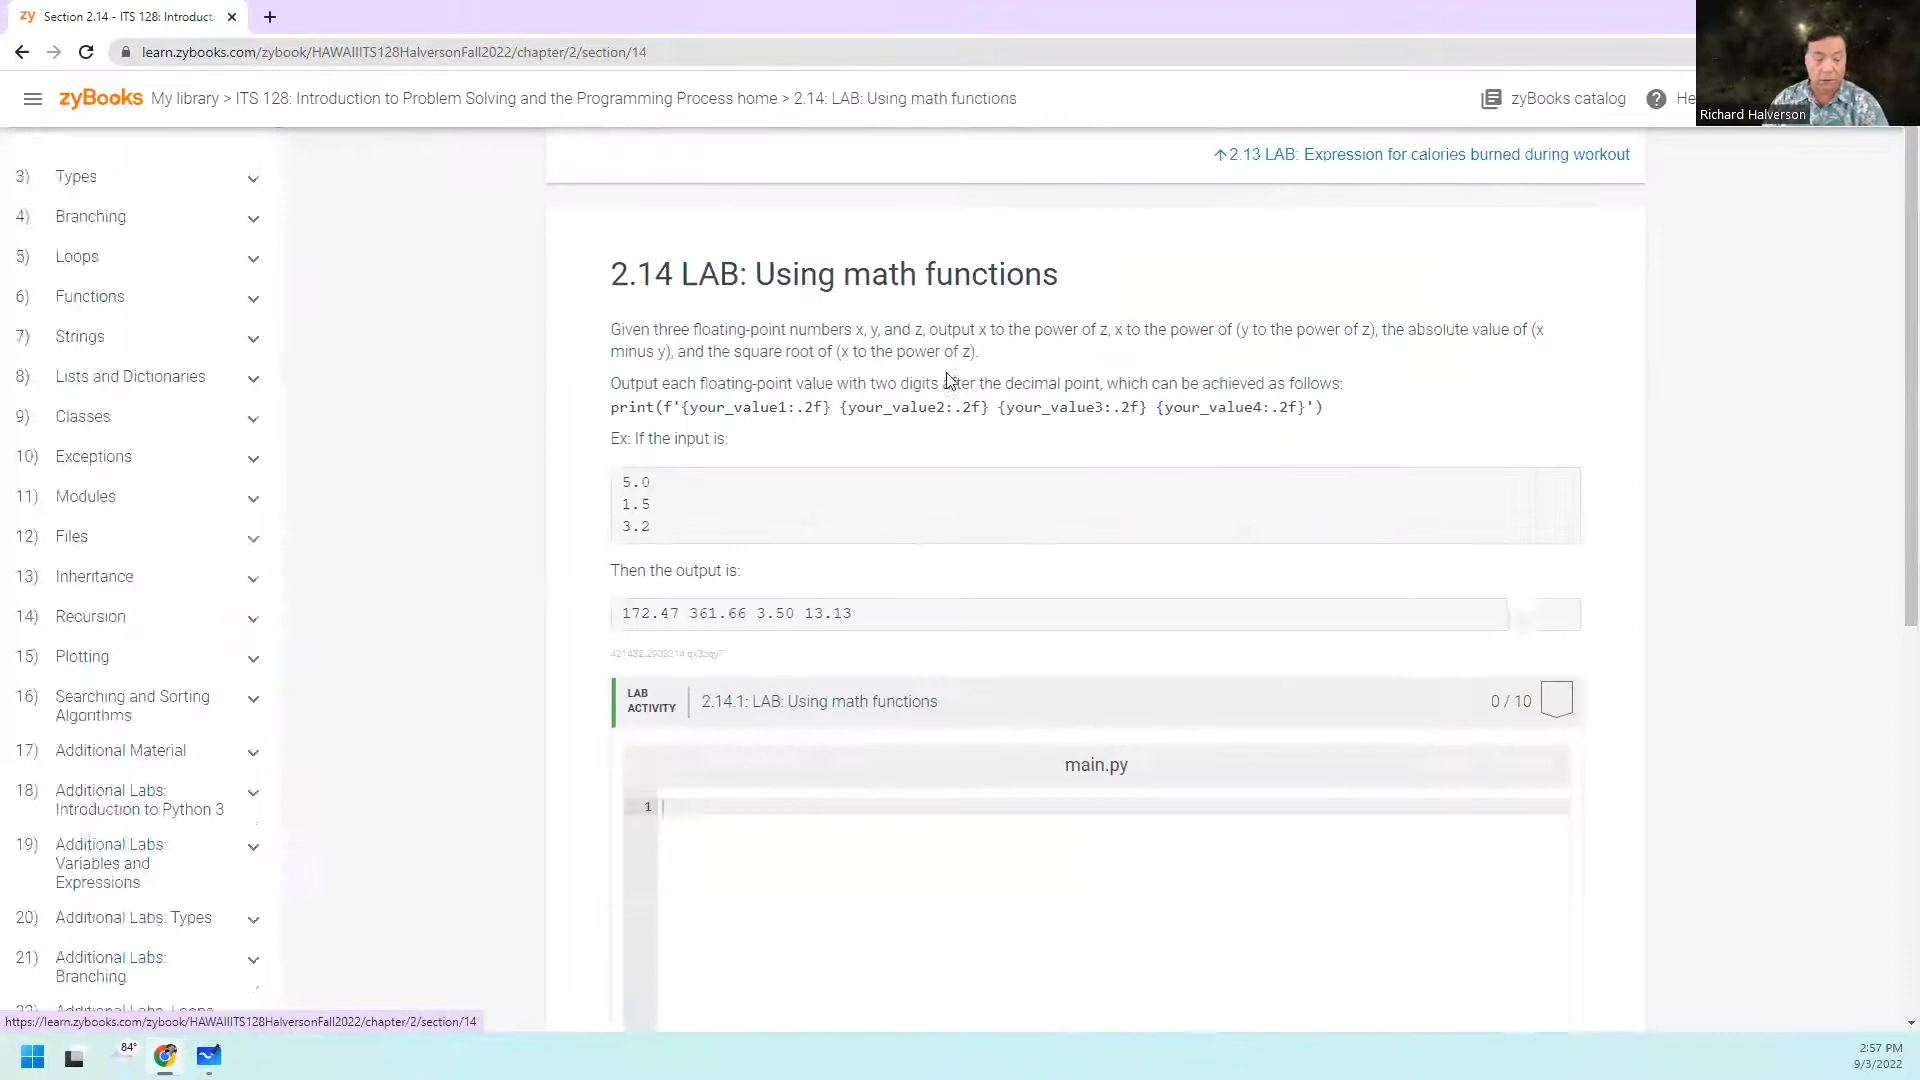 Section 2.14 - ITS 128: Introduct
learn.zybooks.com/zybook/HAWAIIITS128HalversonFall2022/chapter/2/section/14
zyBooks My library > ITS 128: Introduction to Problem Solving and the Programming Process home > 2.14: LAB: Using math functions
zyBooks catalog
He
Richard Halverson
3) Types
4) Branching
5) Loops
6) Functions
7) Strings
8) Lists and Dictionaries
9) Classes
10) Exceptions
11) Modules
12) Files
13) Inheritance
14) Recursion
15) Plotting
16) Searching and Sorting
Algorithms
17) Additional Material
18) Additional Labs:
Introduction to Python 3
19) Additional Labs:
Variables and
Expressions
20) Additional Labs: Types
21) Additional Labs:
Branching
22) Additional Labs: Loops
2.13 LAB: Expression for calories burned during workout
2.14 LAB: Using math functions
Given three floating-point numbers x, y, and z, output x to the power of z, x to the power of (y to the power of z), the absolute value of (x
minus y), and the square root of (x to the power of z).
Output each floating-point value with two digits after the decimal point, which can be achieved as follows:
print(f'{your_value1:.2f} {your_value2:.2f} {your_value3:.2f} {your_value4:.2f}')
Ex: If the input is:
5.0
1.5
3.2
Then the output is:
172.47 361.66 3.50 13.13
LAB
ACTIVITY
2.14.1: LAB: Using math functions
0 / 10
main.py
1
https://learn.zybooks.com/zybook/HAWAIIITS128HalversonFall2022/chapter/2/section/14
84°
2:57 PM
9/3/2022